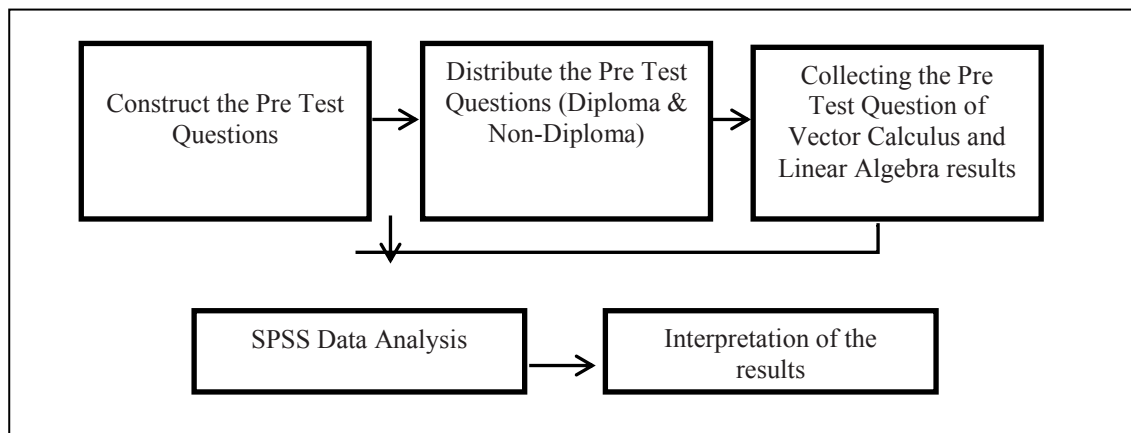 Construct the Pre Test
Questions
Distribute the Pre Test
Questions (Diploma &
Non-Diploma)
Collecting the Pre
Test Question of
Vector Calculus and
Linear Algebra results
SPSS Data Analysis
Interpretation of the
results